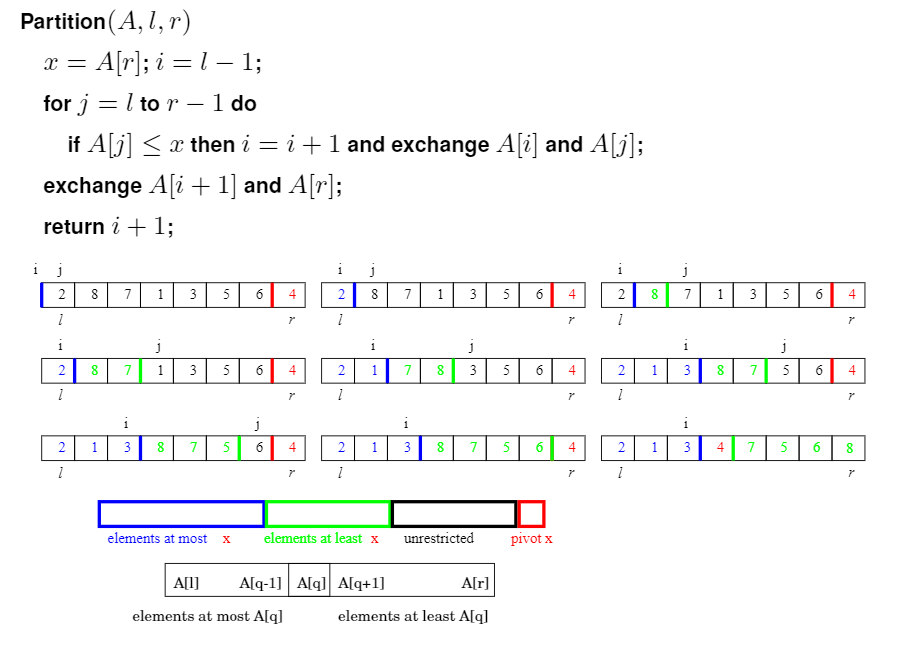 Partition(A, l, r)
x = A[r]; i = l − 1;
for j = l to r − 1 do
if A[j] ≤ x then i = i + 1 and exchange A[i] and A[j];
exchange A[i + 1] and A[r];
return i + 1;
i j i j i j
2 8 7 1 3 5 6 4 2 8 7 1 3 5 6 4 2 8 7 1 3 5 6 4
l r l r l r
i j i j i j
2 8 7 1 3 5 6 4 2 1 7 8 3 5 6 4 2 1 3 8 7 5 6 4
l r l r l r
i j i i
2 1 3 8 7 5 6 4 2 1 3 8 7 5 6 4 2 1 3 4 7 5 6 8
l r l r l r
elements at most x elements at least x unrestricted pivot x
A[l] A[q-1] A[q] A[q+1] A[r]
elements at most A[q] elements at least A[q]